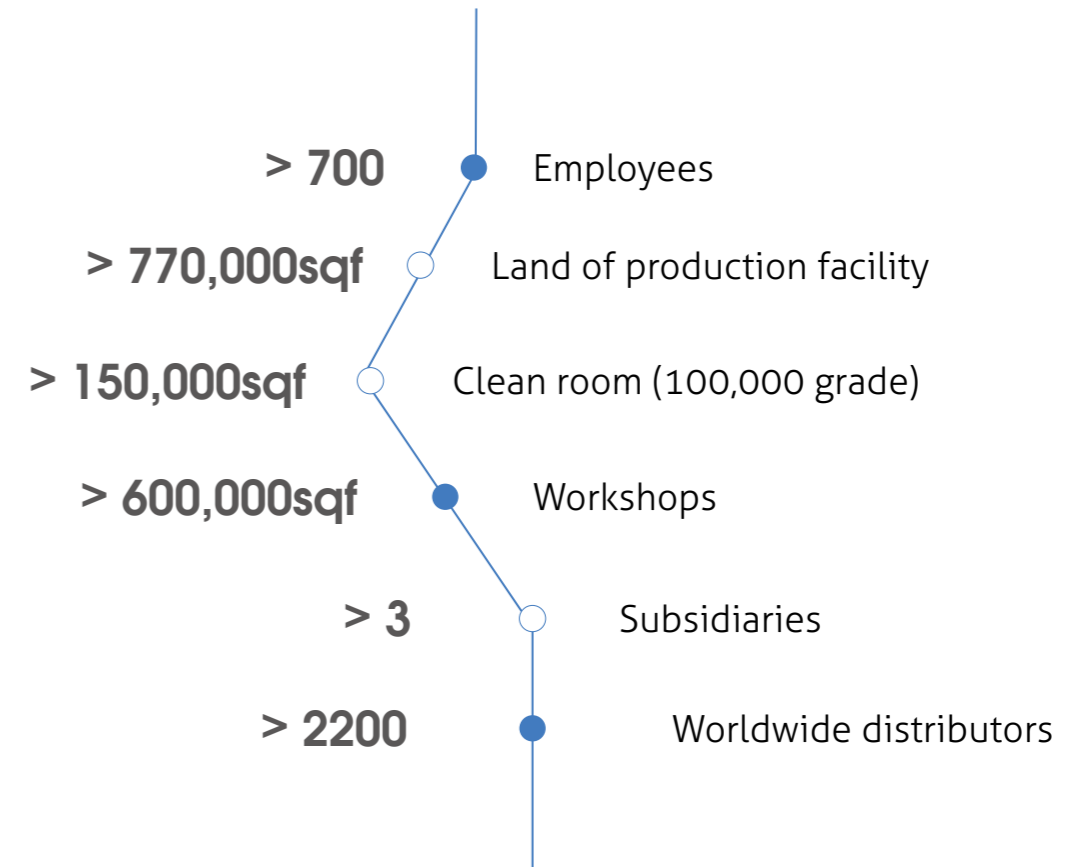 > 700 Employees
> 770,000sqf Land of production facility
> 150,000sqf Clean room (100,000 grade)
> 600,000sqf Workshops
> 3 Subsidiaries
> 2200 Worldwide distributors